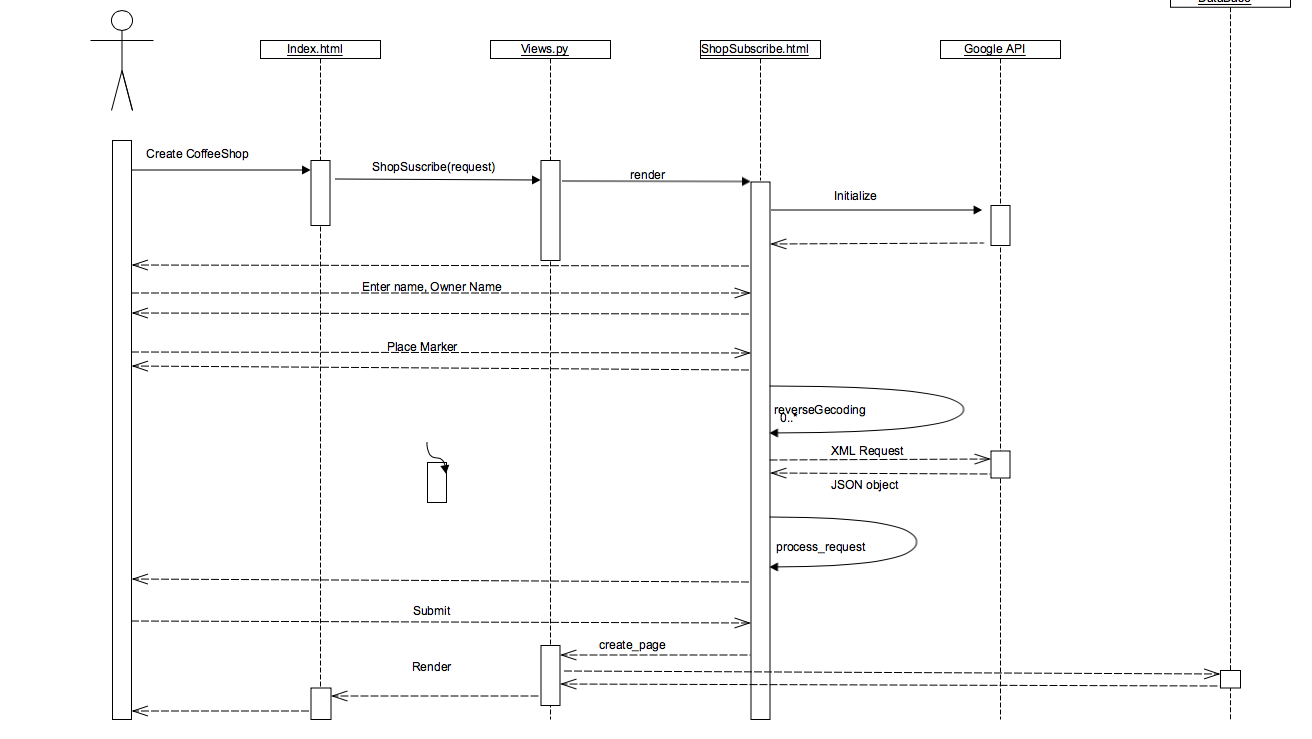 DataBase
Index.html
Views.py
ShopSubscribe.html
Google API
Create CoffeeShop
ShopSuscribe(request)
render
Initialize
Enter name, Owner Name
Place Marker
reverseGecoding
0..*
XML Request
JSON object
process_request
Submit
create_page
Render